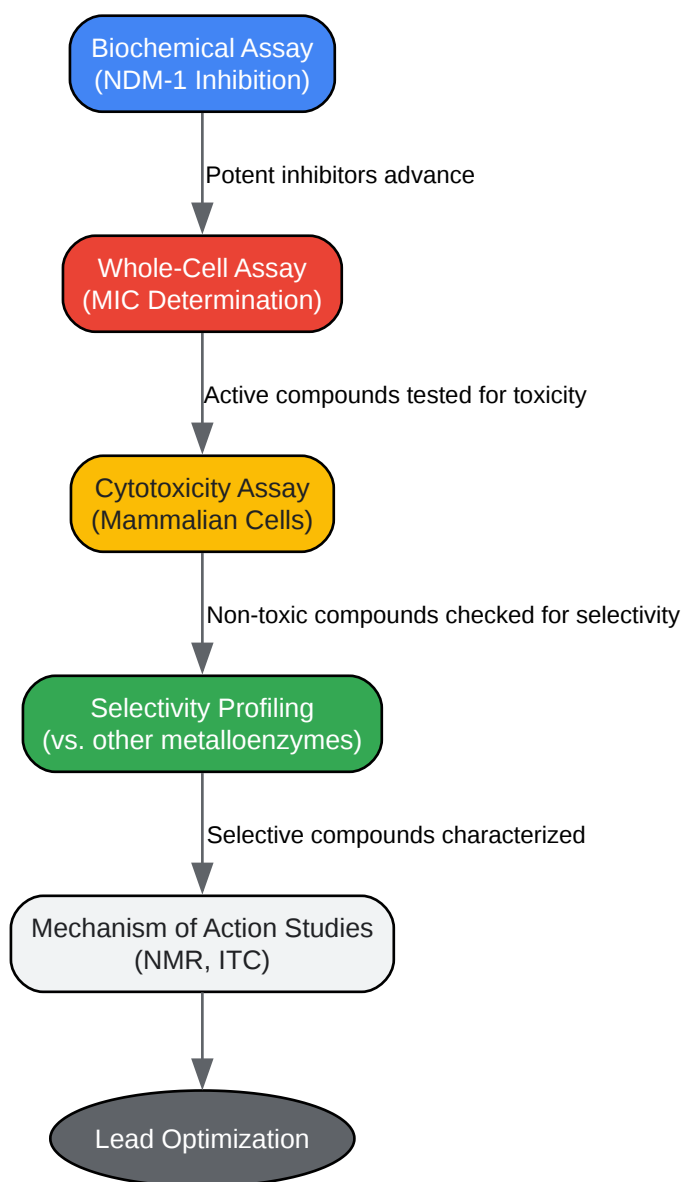 Biochemical Assay
(NDM-1 Inhibition)
Potent inhibitors advance
Whole-Cell Assay
(MIC Determination)
Active compounds tested for toxicity
Cytotoxicity Assay
(Mammalian Cells)
Non-toxic compounds checked for selectivity
Selectivity Profiling
(vs. other metalloenzymes)
Selective compounds characterized
Mechanism of Action Studies
(NMR, ITC)
Lead Optimization